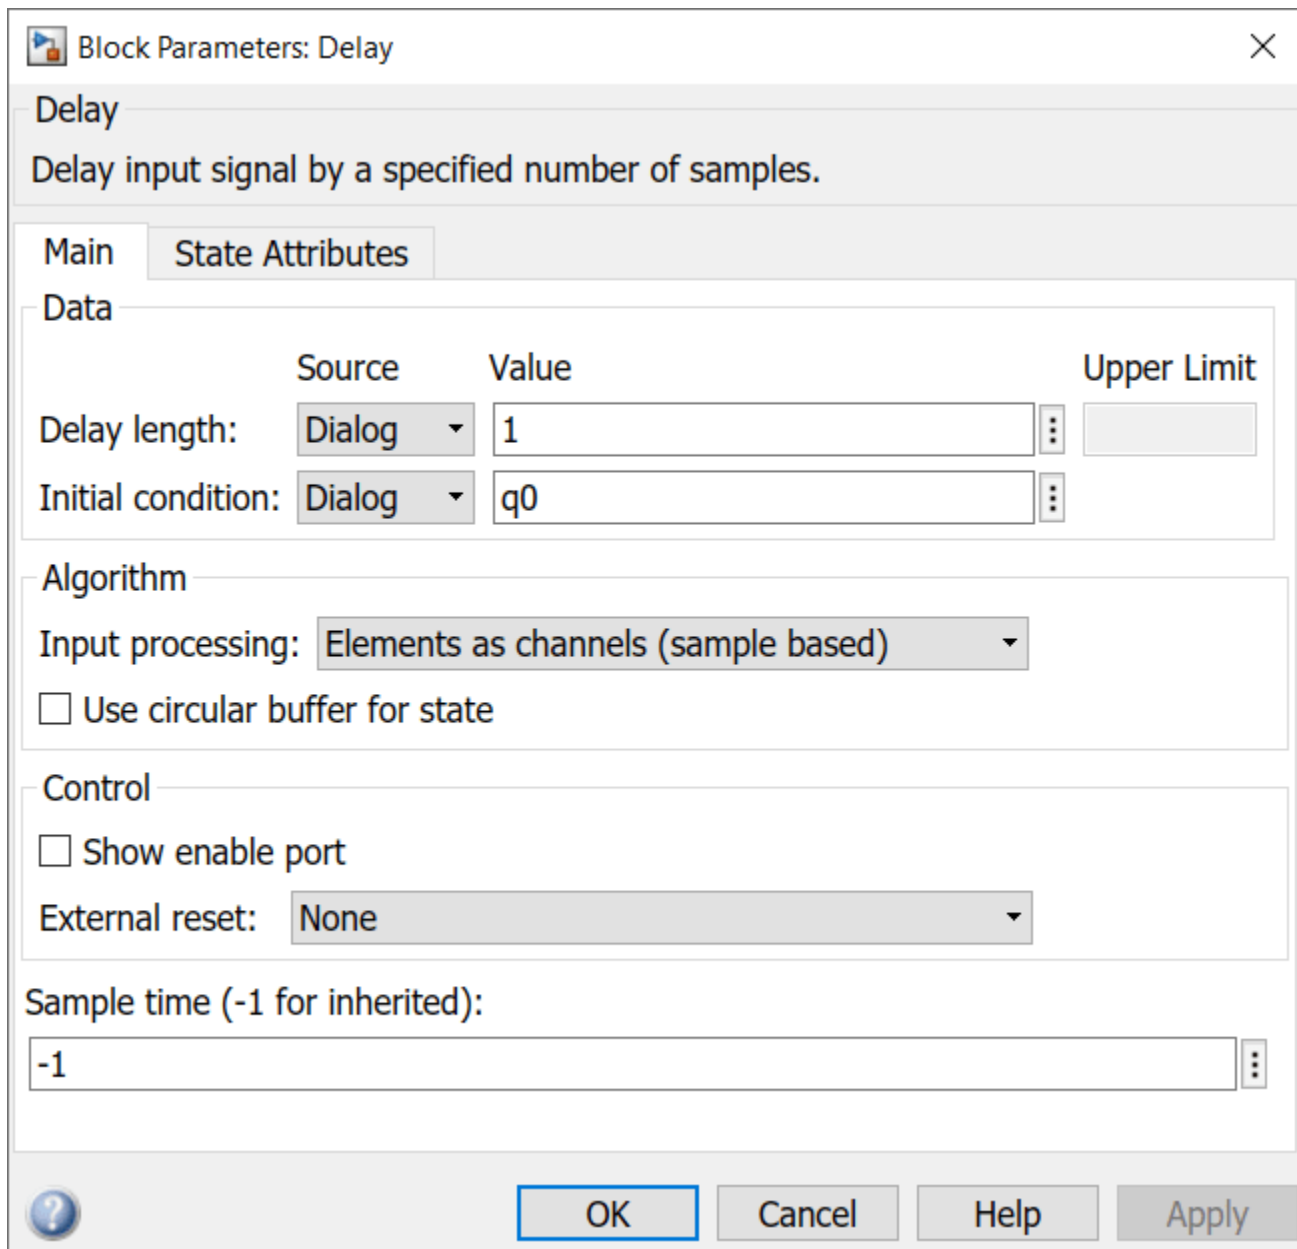 Block Parameters: Delay
Delay
Delay input signal by a specified number of samples.
Main State Attributes
Data
Source Value Upper Limit
Delay length: Dialog 1
Initial condition: Dialog q0
Algorithm
Input processing: Elements as channels (sample based)
Use circular buffer for state
Control
Show enable port
External reset: None
Sample time (-1 for inherited):
-1
? OK Cancel Help Apply